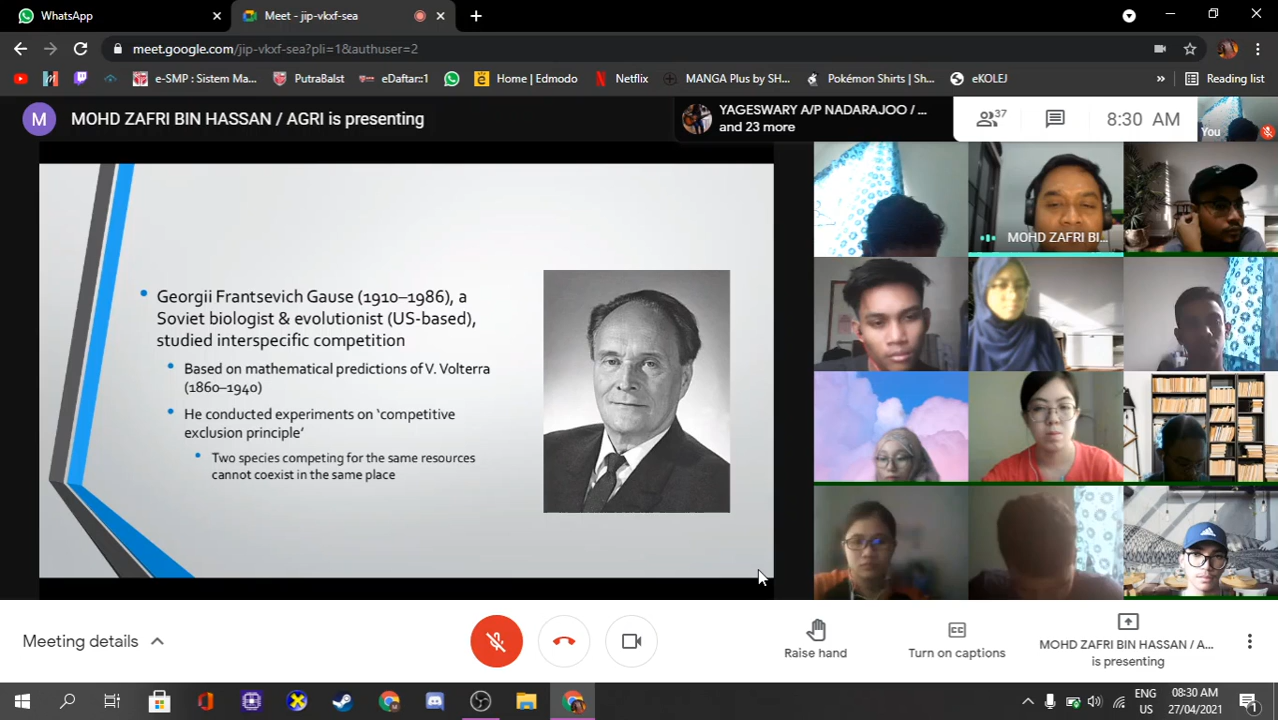 WhatsApp
Meet - jip-vkxf-sea
meet.google.com/jip-vkxf-sea?pli=1&authuser=2
e-SMP : Sistem Ma...
PutraBalst
eDaftar::1
Home | Edmodo
Netflix
MANGA Plus by SH...
Pokémon Shirts | Sh...
eKOLEJ
»
Reading list
M
MOHD ZAFRI BIN HASSAN / AGRI is presenting
YAGESWARY A/P NADARAJOO / ...
and 23 more
37
8:30 AM
You
MOHD ZAFRI BI...
Georgii Frantsevich Gause (1910–1986), a
Soviet biologist & evolutionist (US-based),
studied interspecific competition
Based on mathematical predictions of V. Volterra
(1860–1940)
He conducted experiments on ‘competitive
exclusion principle’
Two species competing for the same resources
cannot coexist in the same place
Meeting details
Raise hand
Turn on captions
MOHD ZAFRI BIN HASSAN / A...
is presenting
ENG
US
08:30 AM
27/04/2021
1